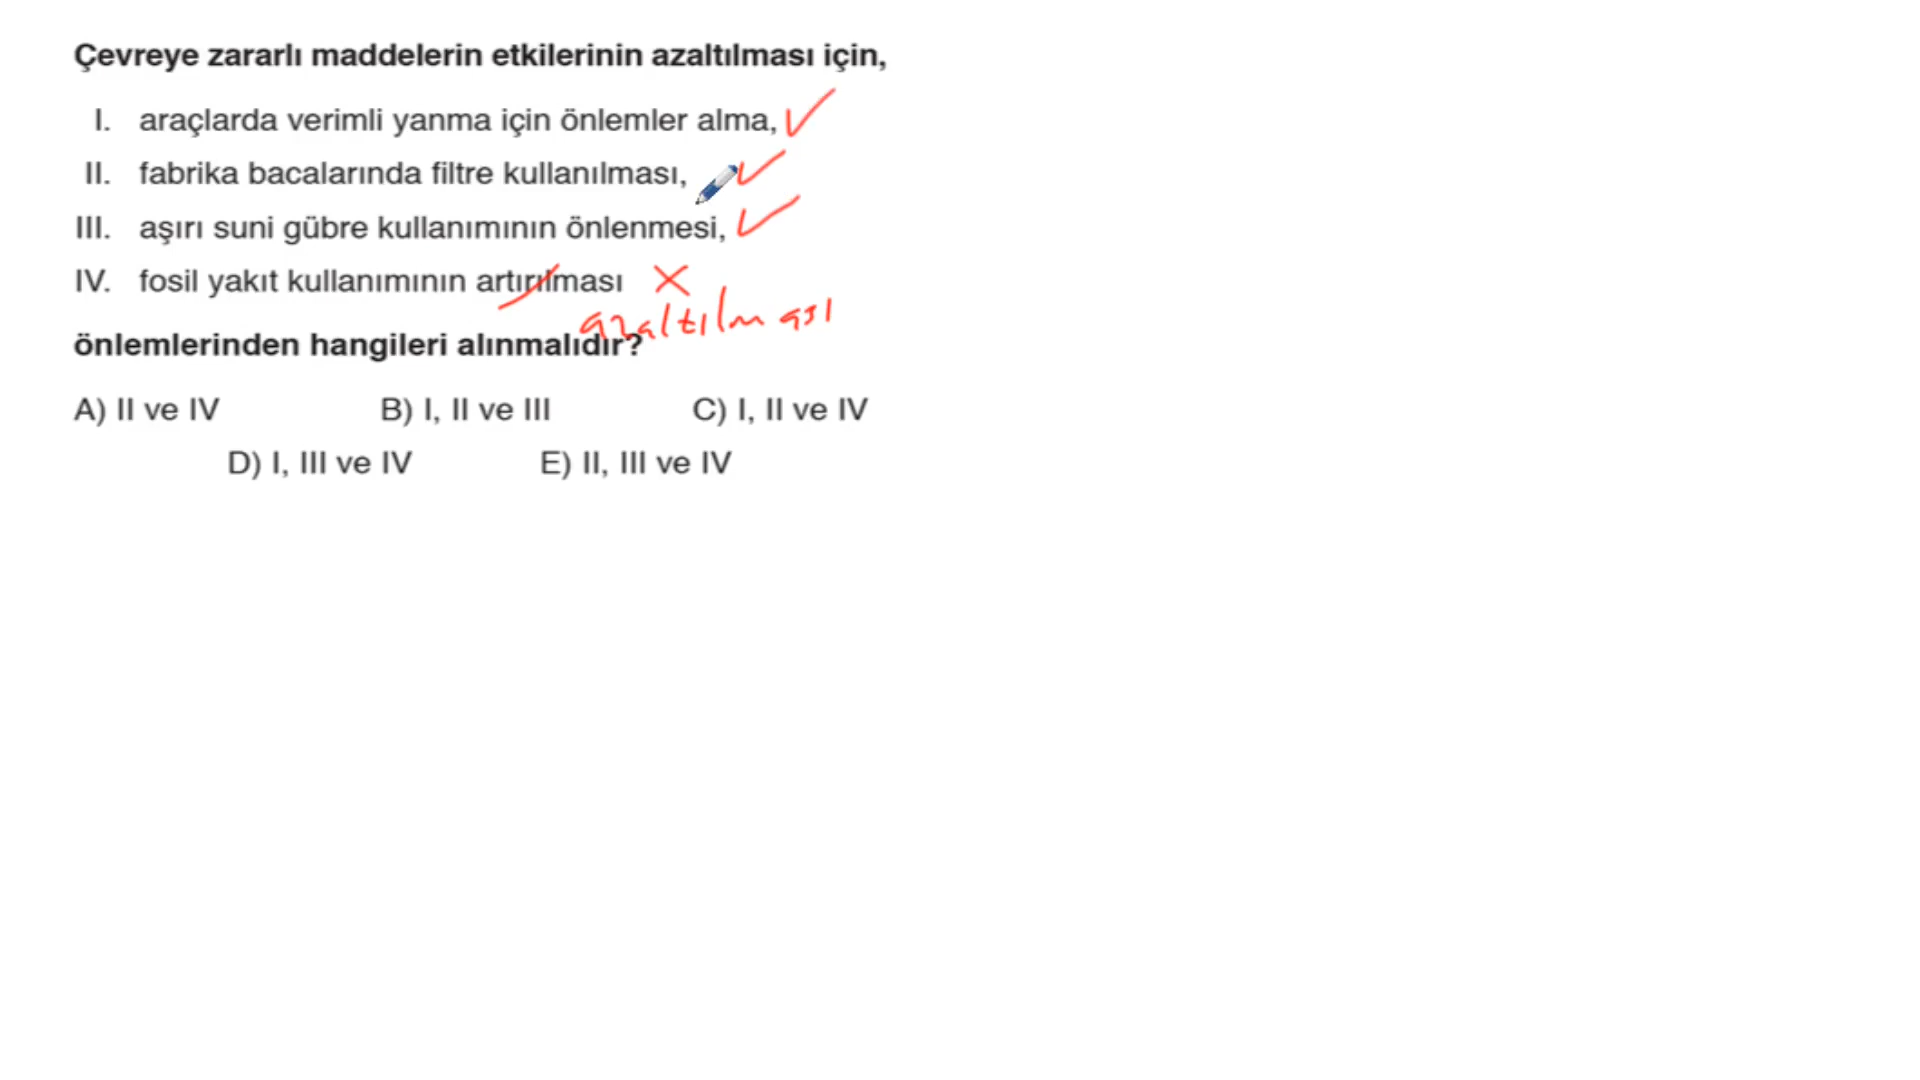 Çevreye zararlı maddelerin etkilerinin azaltılması için,
I. araçlarda verimli yanma için önlemler alma,
II. fabrika bacalarında filtre kullanılması,
III. aşırı suni gübre kullanımının önlenmesi,
IV. fosil yakıt kullanımının artırılması
azaltılması
önlemlerinden hangileri alınmalıdır?
A) II ve IV B) I, II ve III C) I, II ve IV
D) I, III ve IV E) II, III ve IV